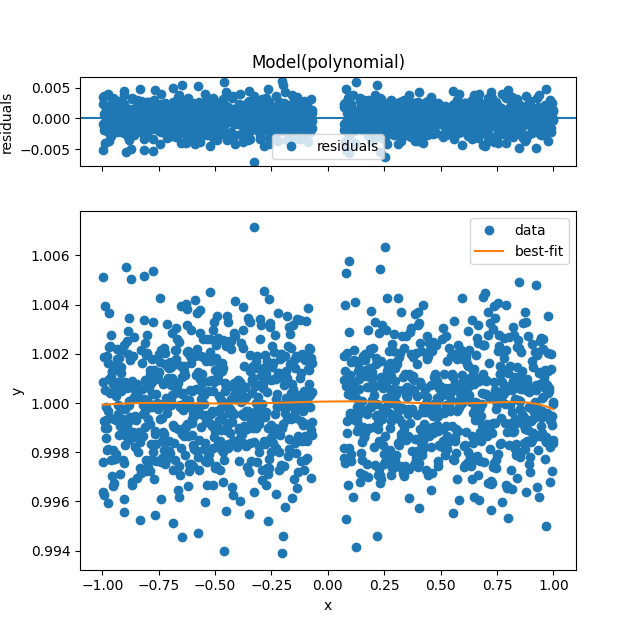 Model(polynomial)
residuals
0.005
0.000
−0.005
residuals
y
1.006
1.004
1.002
1.000
0.998
0.996
0.994
data
best-fit
−1.00 −0.75 −0.50 −0.25 0.00 0.25 0.50 0.75 1.00
x